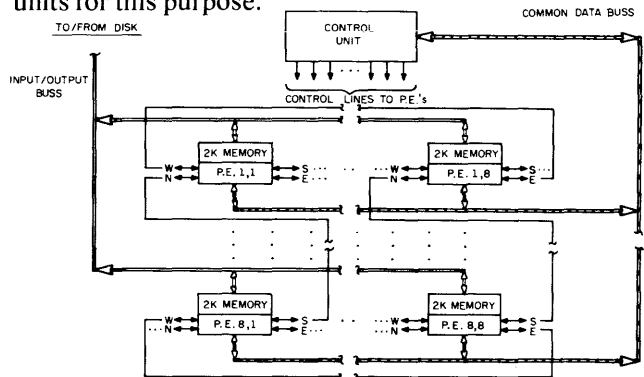 units for this purpose.
TO/FROM DISK
COMMON DATA BUSS
CONTROL
UNIT
INPUT/OUTPUT
BUSS
CONTROL LINES TO P.E.'s
2K MEMORY
2K MEMORY
W S ... ... W S ...
N P.E. 1,1 E ... ... N P.E. 1,8 E ...
2K MEMORY
2K MEMORY
W S ... ... W S
... N P.E. 8,1 E ... ... N P.E. 8,8 E